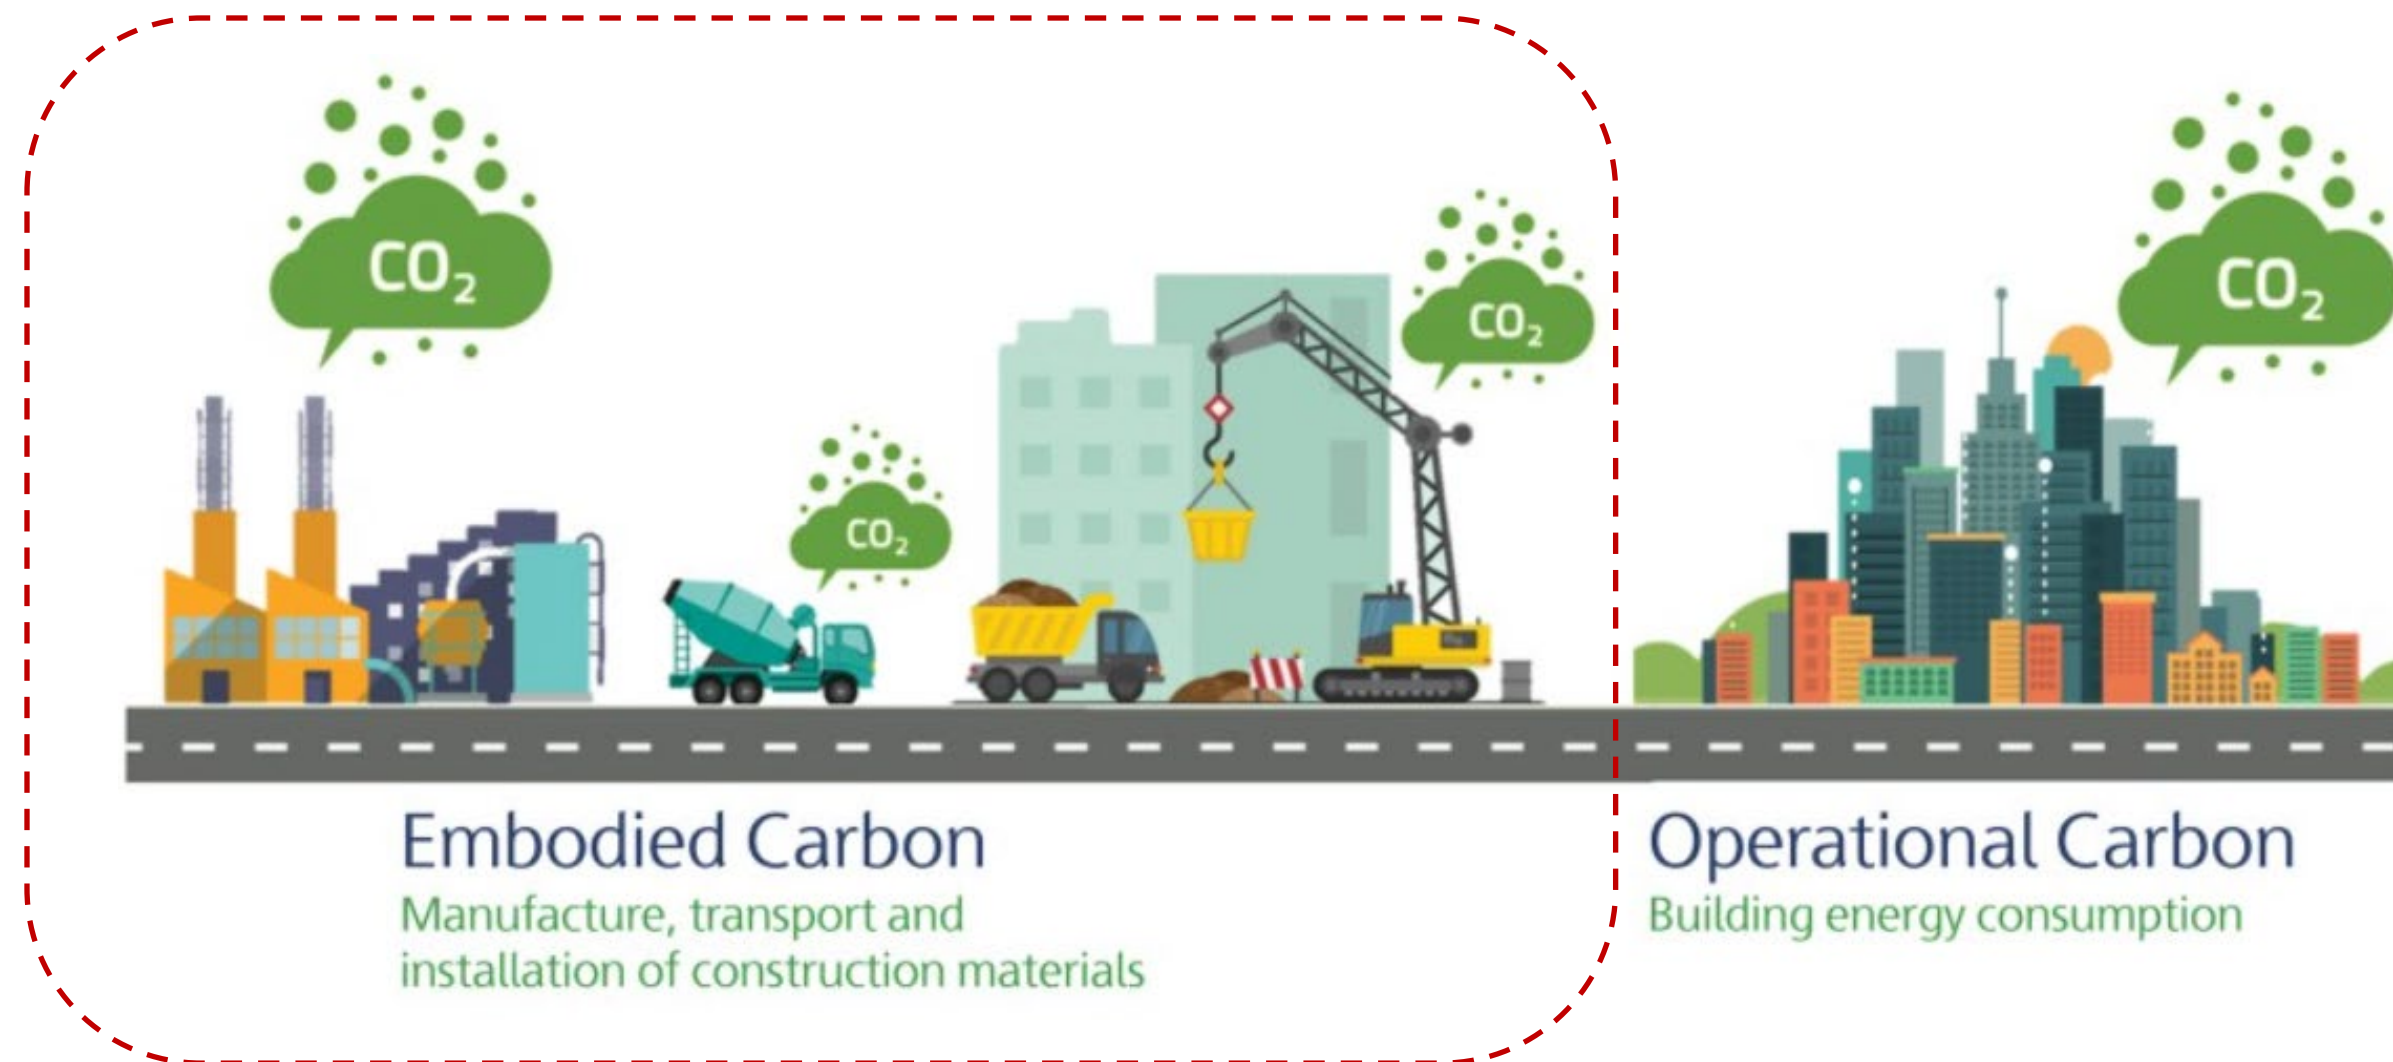 CO₂
CO₂
CO₂
CO₂
Embodied Carbon
Manufacture, transport and
installation of construction materials
Operational Carbon
Building energy consumption